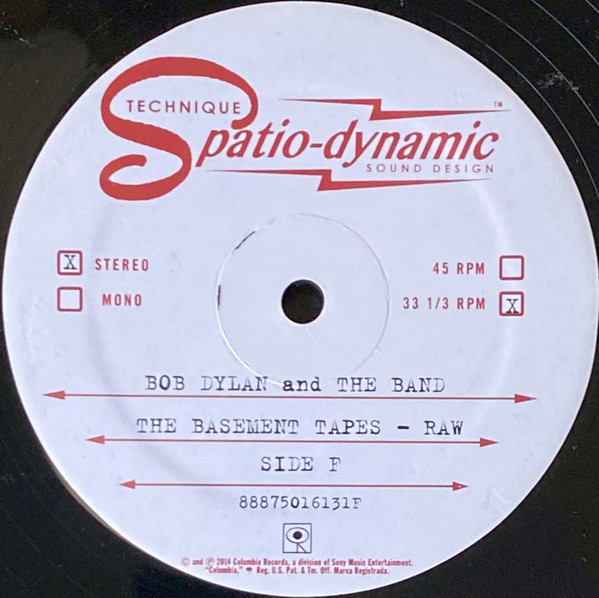 TECHNIQUE
Spatio-dynamic ™
SOUND DESIGN
X STEREO
45 RPM
MONO
33 1/3 RPM X
BOB DYLAN and THE BAND
THE BASEMENT TAPES - RAW
SIDE F
88875016131F
© and ℗ 2014 Columbia Records, a division of Sony Music Entertainment.
"Columbia," Reg. U.S. Pat. & Tm. Off. Marca Registrada.